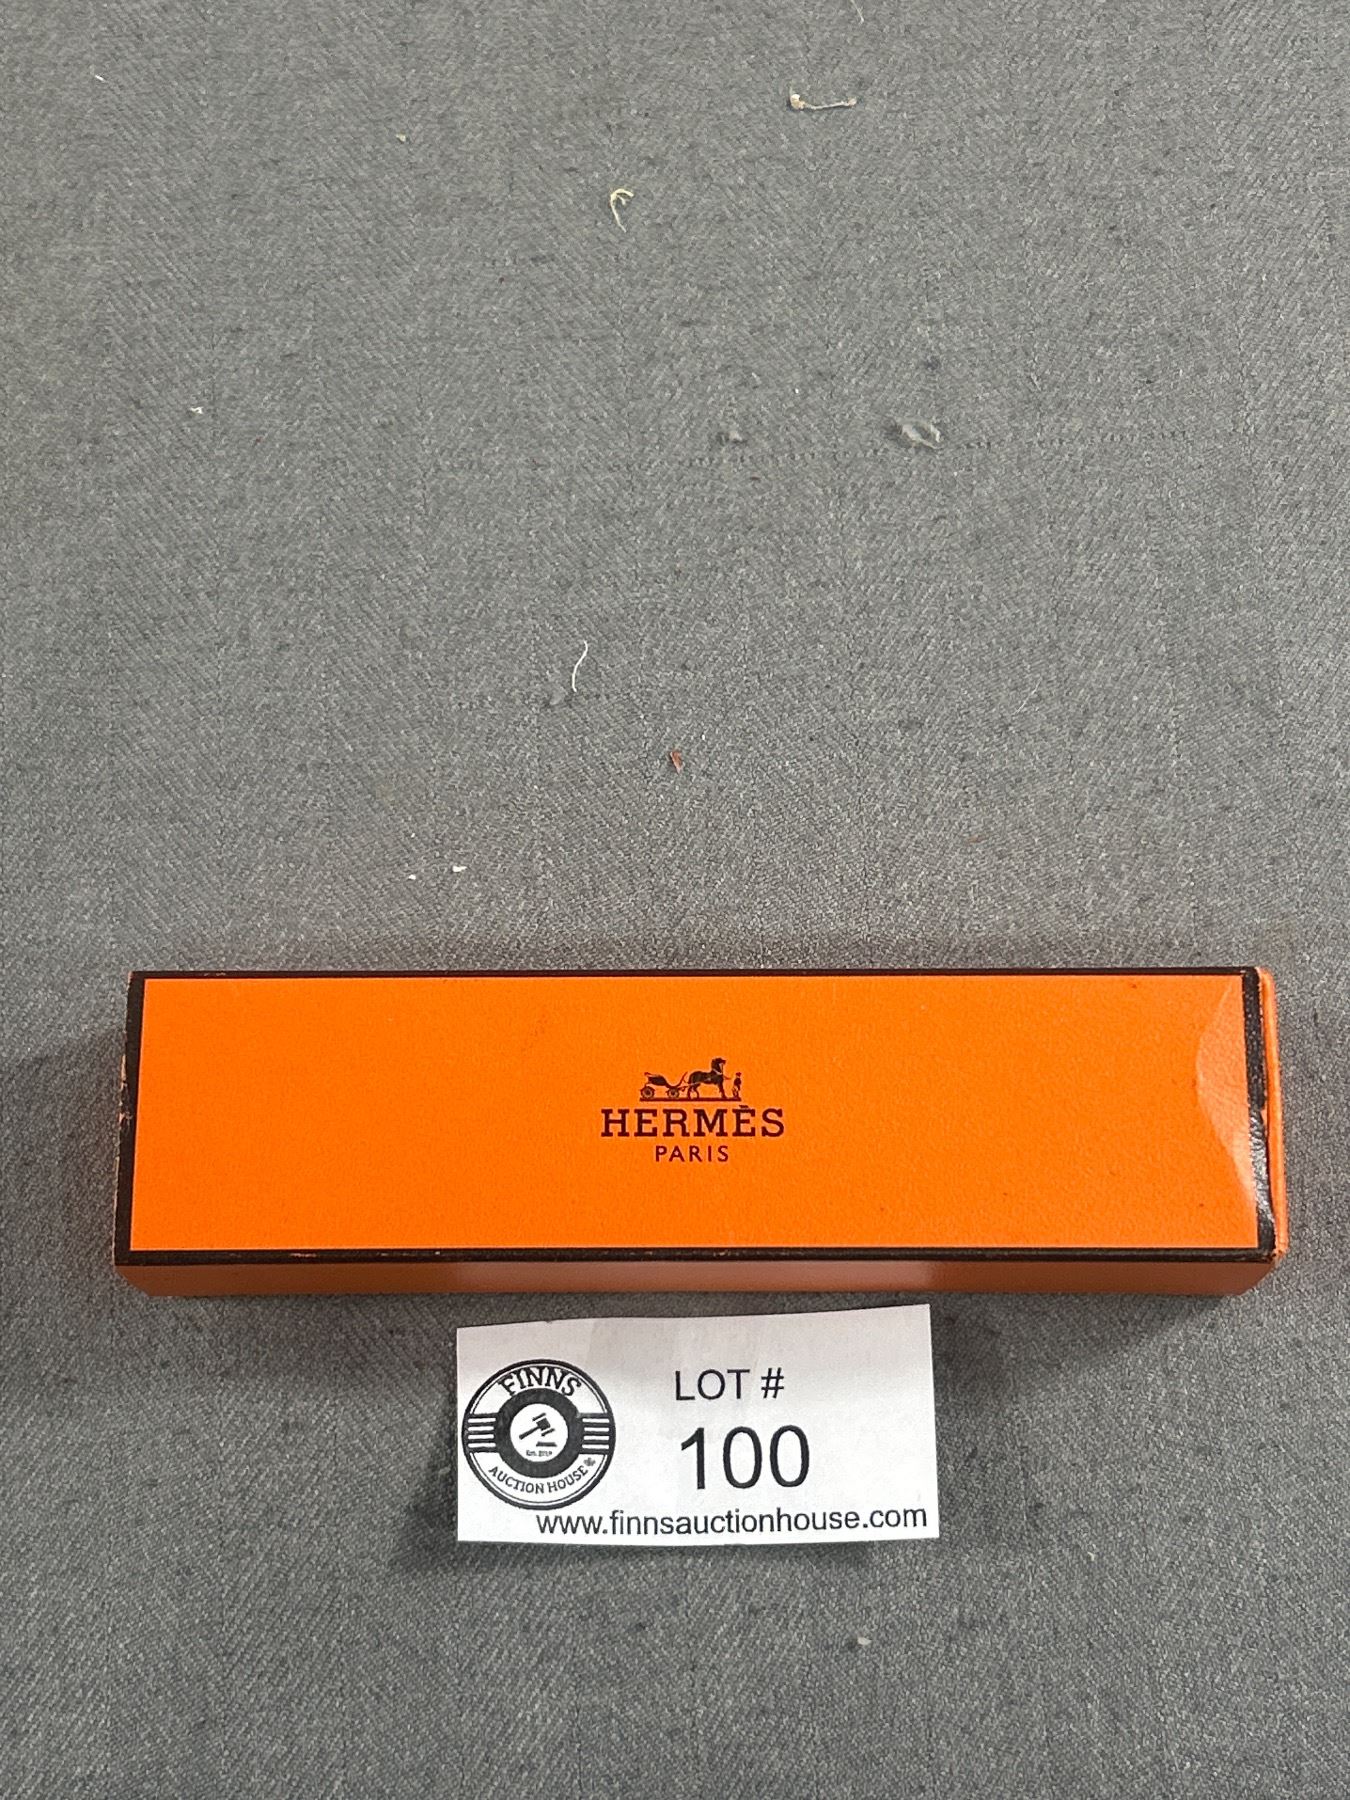 HERMÈS
PARIS
FINNS
AUCTION HOUSE
LOT #
100
www.finnsauctionhouse.com